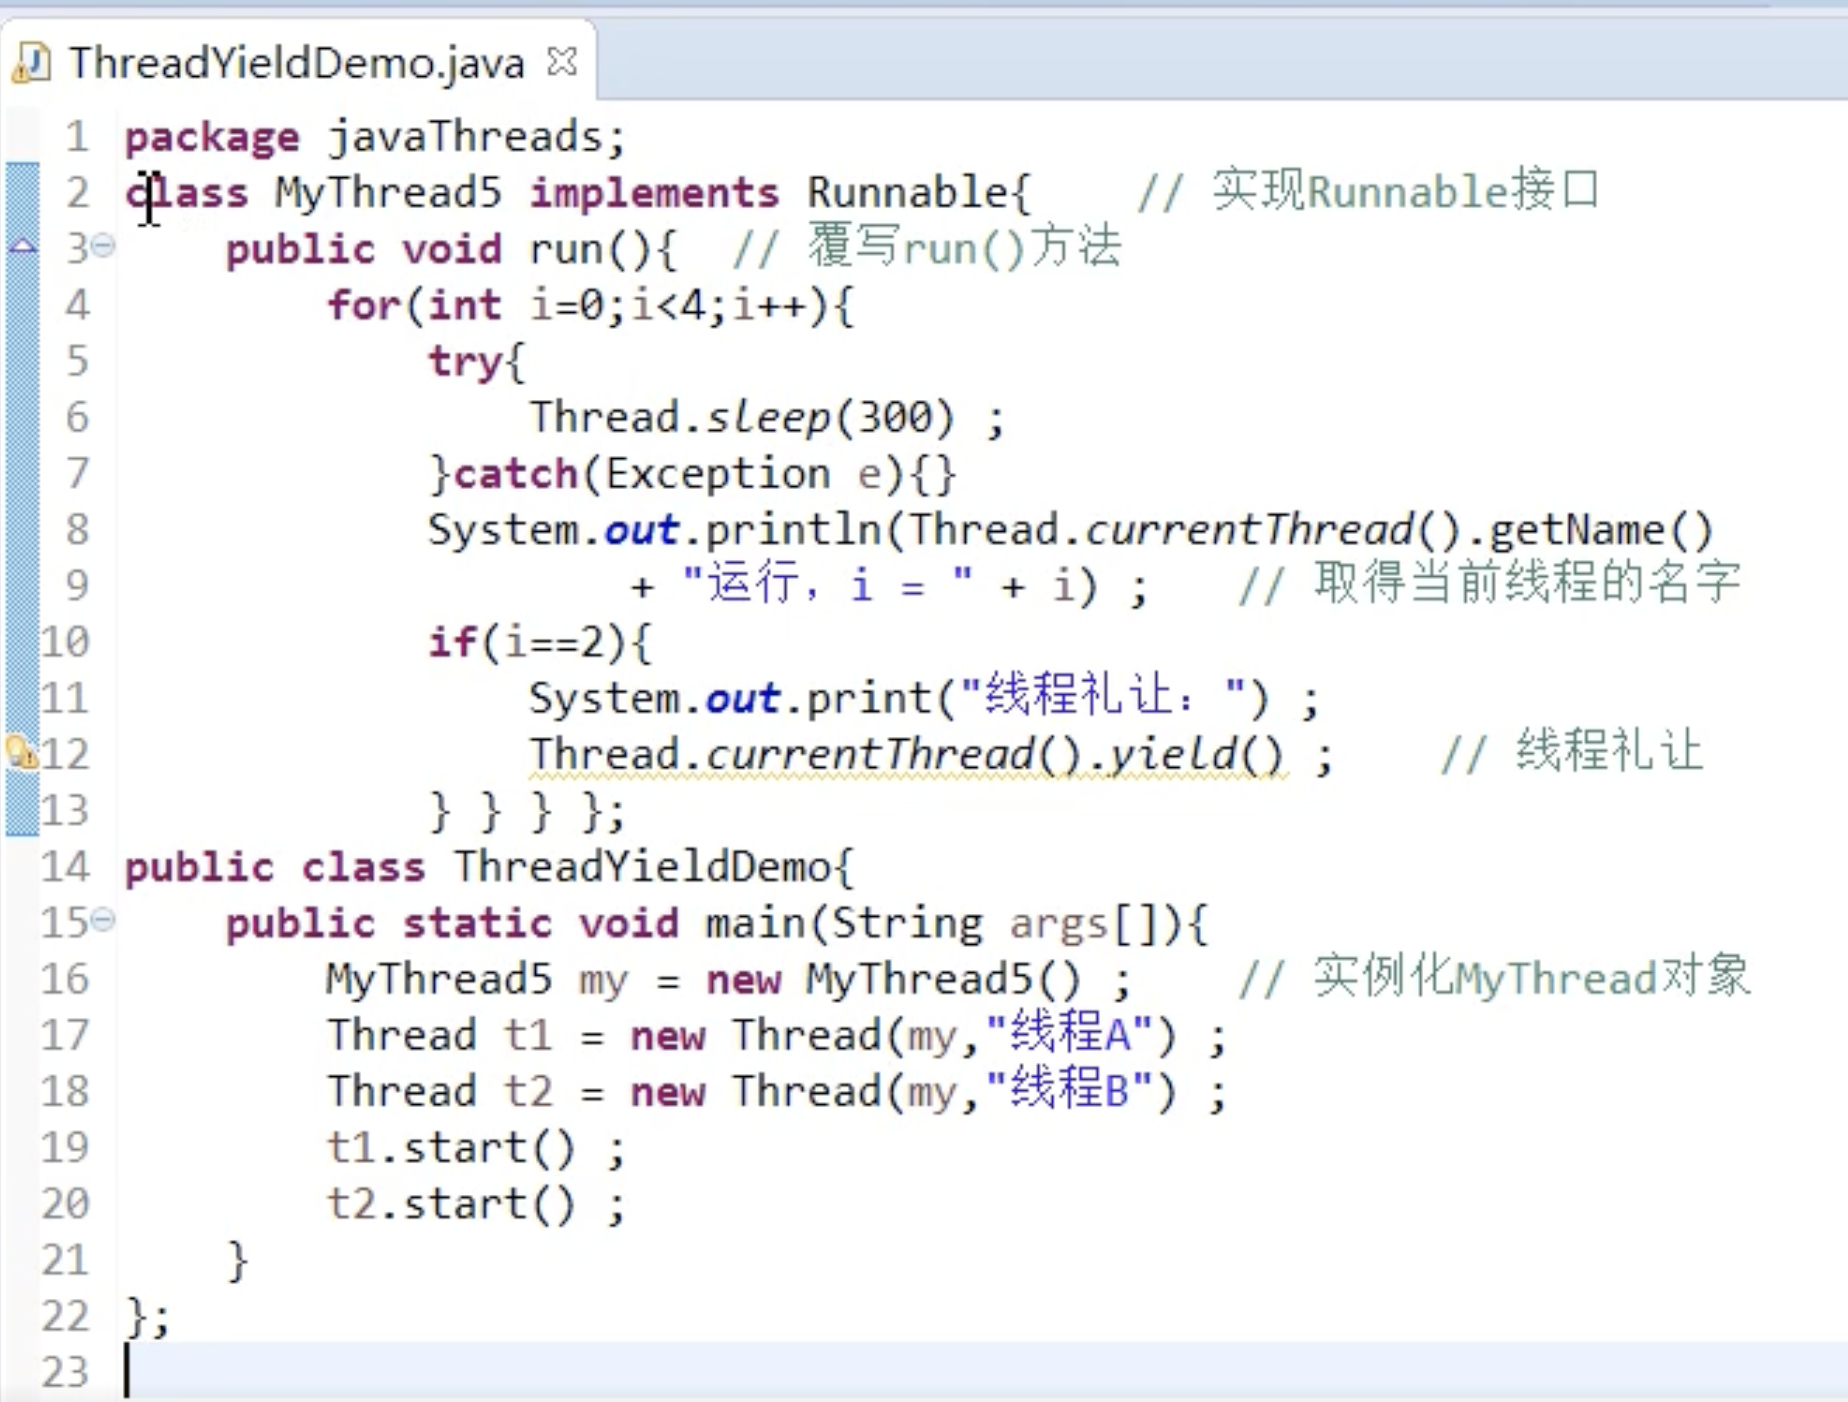 ThreadYieldDemo.java
1 package javaThreads;
2 class MyThread5 implements Runnable{    // 实现Runnable接口
3     public void run(){  // 覆写run()方法
4         for(int i=0;i<4;i++){
5             try{
6                 Thread.sleep(300) ;
7             }catch(Exception e){}
8             System.out.println(Thread.currentThread().getName()
9                     + "运行，i = " + i) ;    // 取得当前线程的名字
10             if(i==2){
11                 System.out.print("线程礼让：") ;
12                 Thread.currentThread().yield() ;    // 线程礼让
13             } } } };
14 public class ThreadYieldDemo{
15     public static void main(String args[]){
16         MyThread5 my = new MyThread5() ;    // 实例化MyThread对象
17         Thread t1 = new Thread(my,"线程A") ;
18         Thread t2 = new Thread(my,"线程B") ;
19         t1.start() ;
20         t2.start() ;
21     }
22 };
23